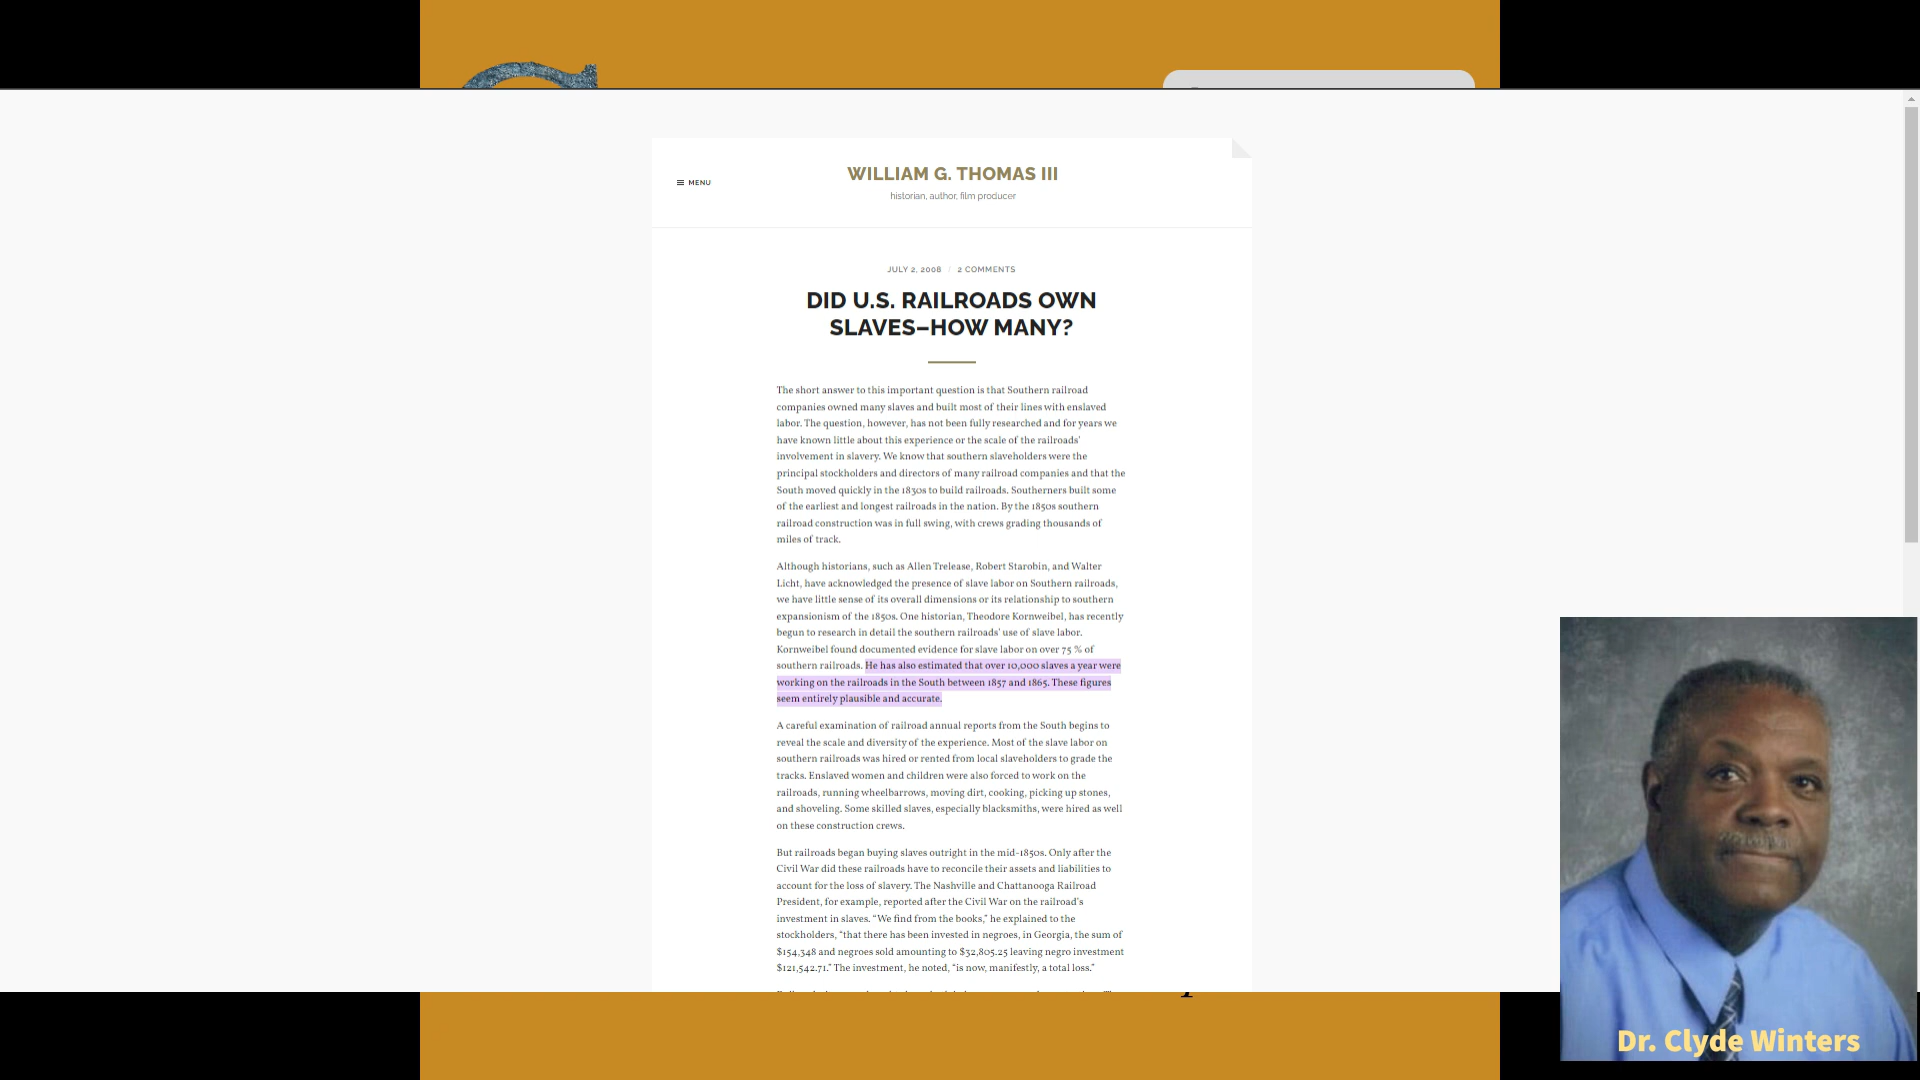 MENU
WILLIAM G. THOMAS III
historian, author, film producer
JULY 2, 2008 / 2 COMMENTS
DID U.S. RAILROADS OWN
SLAVES–HOW MANY?
The short answer to this important question is that Southern railroad
companies owned many slaves and built most of their lines with enslaved
labor. The question, however, has not been fully researched and for years we
have known little about this experience or the scale of the railroads'
involvement in slavery. We know that southern slaveholders were the
principal stockholders and directors of many railroad companies and that the
South moved quickly in the 1830s to build railroads. Southerners built some
of the earliest and longest railroads in the nation. By the 1850s southern
railroad construction was in full swing, with crews grading thousands of
miles of track.
Although historians, such as Allen Trelease, Robert Starobin, and Walter
Licht, have acknowledged the presence of slave labor on Southern railroads,
we have little sense of its overall dimensions or its relationship to southern
expansionism of the 1850s. One historian, Theodore Kornweibel, has recently
begun to research in detail the southern railroads' use of slave labor.
Kornweibel found documented evidence for slave labor on over 75 % of
southern railroads. He has also estimated that over 10,000 slaves a year were
working on the railroads in the South between 1857 and 1865. These figures
seem entirely plausible and accurate.
A careful examination of railroad annual reports from the South begins to
reveal the scale and diversity of the experience. Most of the slave labor on
southern railroads was hired or rented from local slaveholders to grade the
tracks. Enslaved women and children were also forced to work on the
railroads, running wheelbarrows, moving dirt, cooking, picking up stones,
and shoveling. Some skilled slaves, especially blacksmiths, were hired as well
on these construction crews.
But railroads began buying slaves outright in the mid-1850s. Only after the
Civil War did these railroads have to reconcile their assets and liabilities to
account for the loss of slavery. The Nashville and Chattanooga Railroad
President, for example, reported after the Civil War on the railroad's
investment in slaves. “We find from the books,” he explained to the
stockholders, “that there has been invested in negroes, in Georgia, the sum of
$154,348 and negroes sold amounting to $32,805.25 leaving negro investment
$121,542.71.” The investment, he noted, “is now, manifestly, a total loss.”
Dr. Clyde Winters